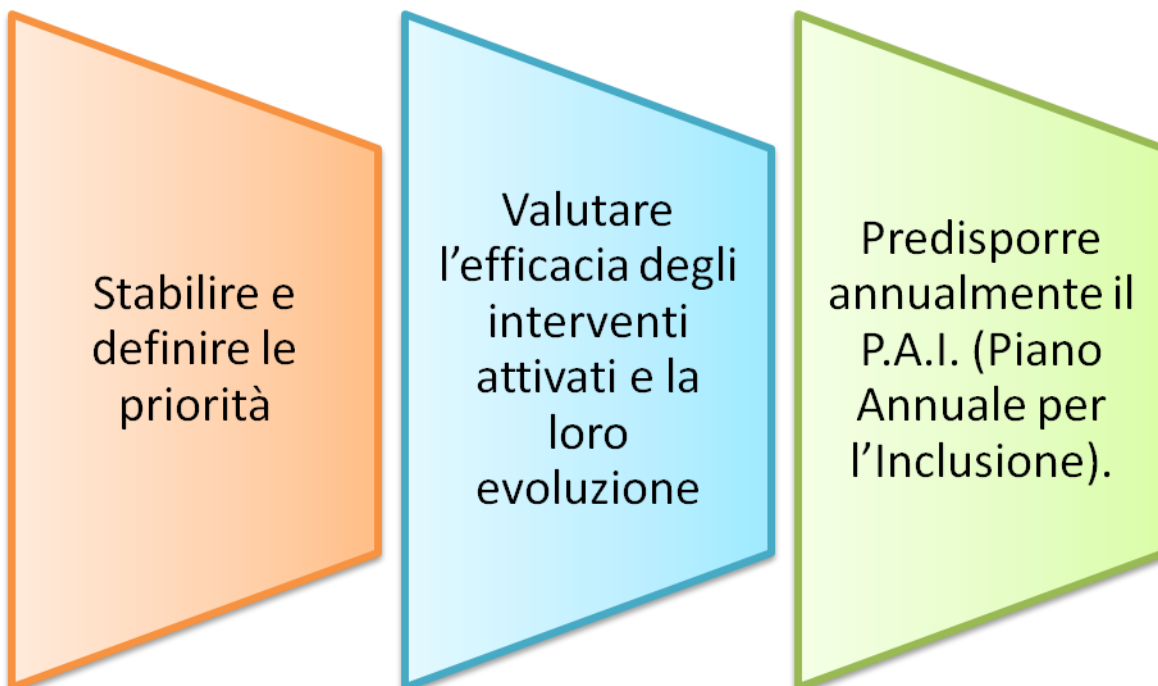 Stabilire e
definire le
priorità
Valutare
l’efficacia degli
interventi
attivati e la
loro
evoluzione
Predisporre
annualmente il
P.A.I. (Piano
Annuale per
l’Inclusione).